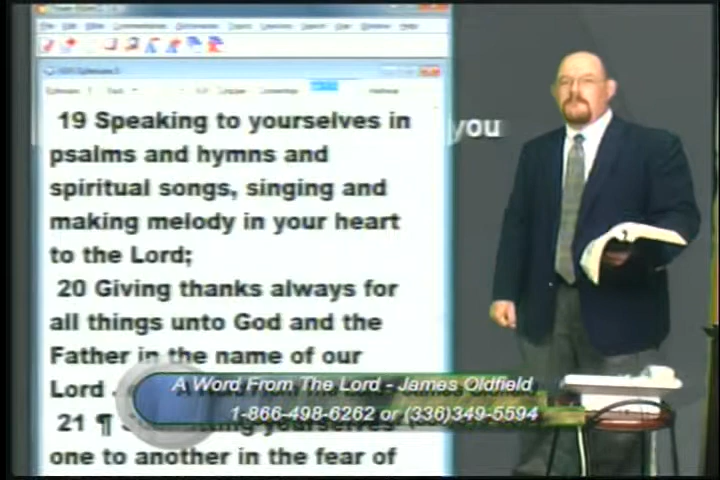 19 Speaking to yourselves in
psalms and hymns and
spiritual songs, singing and
making melody in your heart
to the Lord;
20 Giving thanks always for
all things unto God and the
Father in the name of our
Lord
21 ¶ yourselves
one to another in the fear of
you
A Word From The Lord - James Oldfield
1-866-498-6262 or (336)349-5594